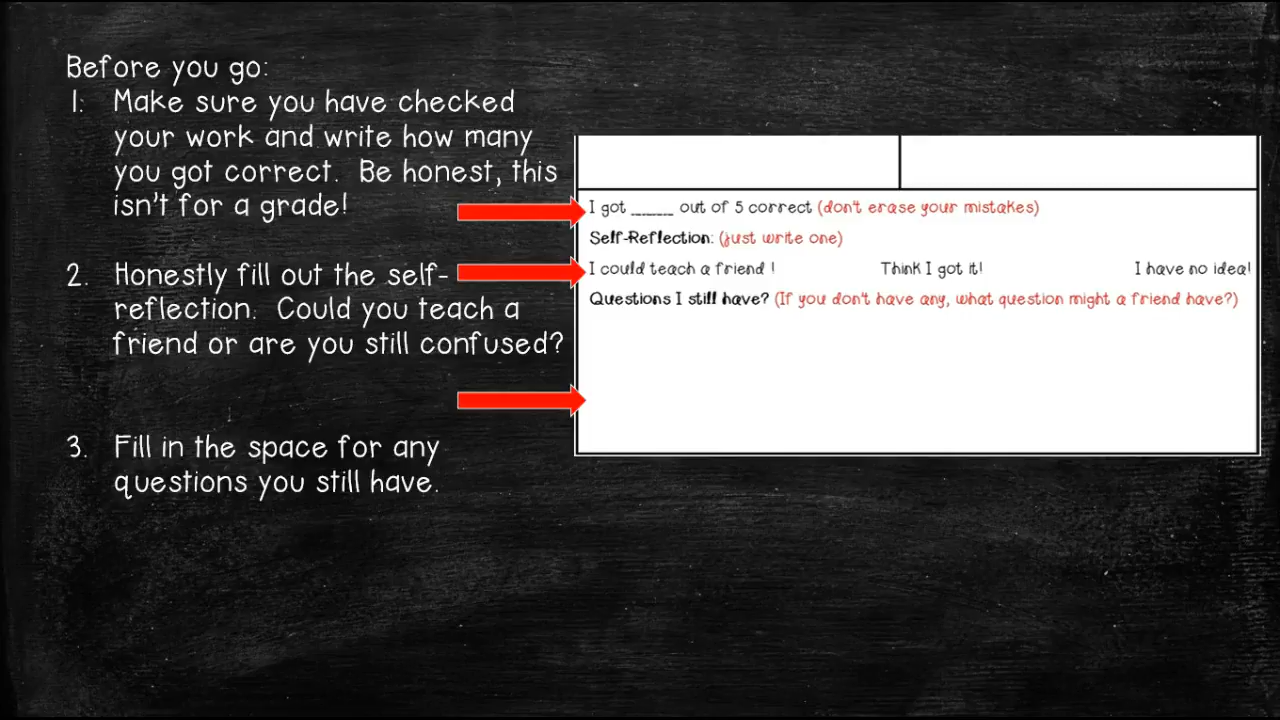 Before you go:
1. Make sure you have checked
your work and write how many
you got correct. Be honest, this
isn't for a grade!
2. Honestly fill out the self-
reflection. Could you teach a
friend or are you still confused?
3. Fill in the space for any
questions you still have.
I got ______ out of 5 correct (don't erase your mistakes)
Self-Reflection: (just write one)
I could teach a friend ! Think I got it! I have no idea!
Questions I still have? (If you don't have any, what question might a friend have?)